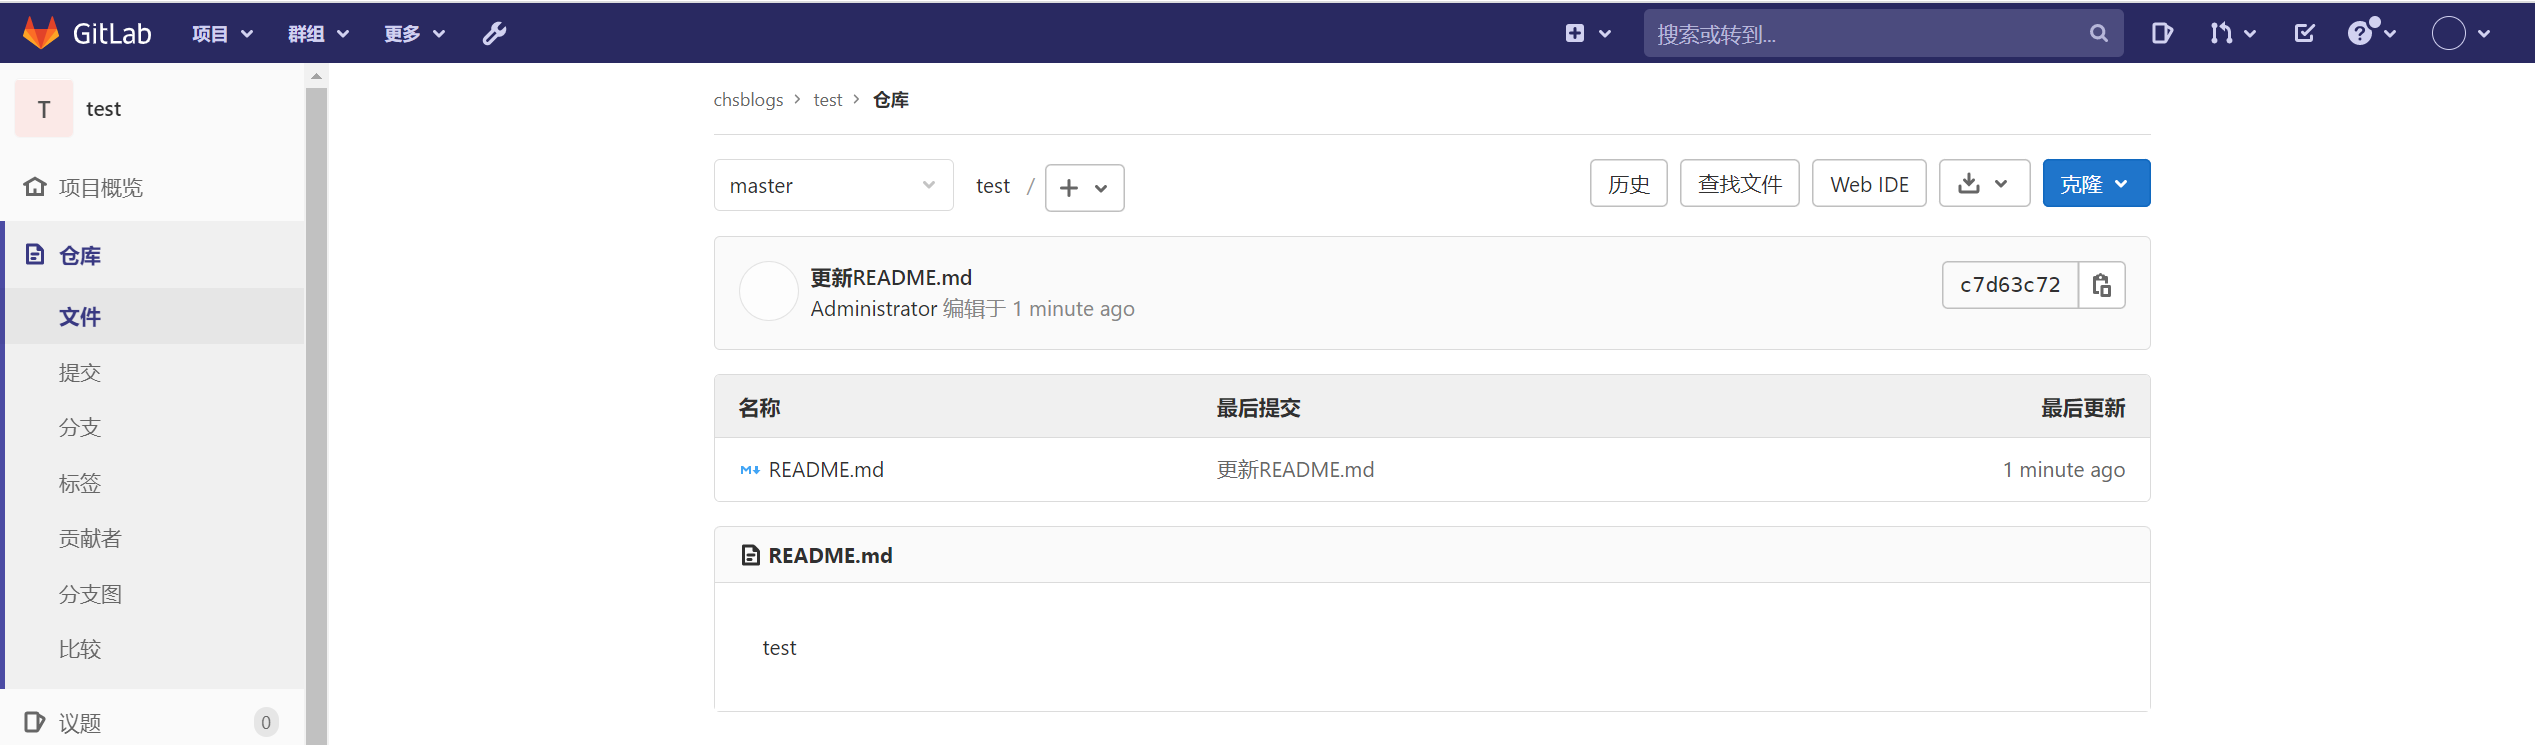 GitLab 项目 群组 更多 搜索或转到...
T test
项目概览
仓库
文件
提交
分支
标签
贡献者
分支图
比较
议题 0
chsblogs > test > 仓库
master test / + 历史 查找文件 Web IDE 克隆
更新README.md
Administrator 编辑于 1 minute ago
c7d63c72
名称 最后提交 最后更新
README.md 更新README.md 1 minute ago
README.md
test